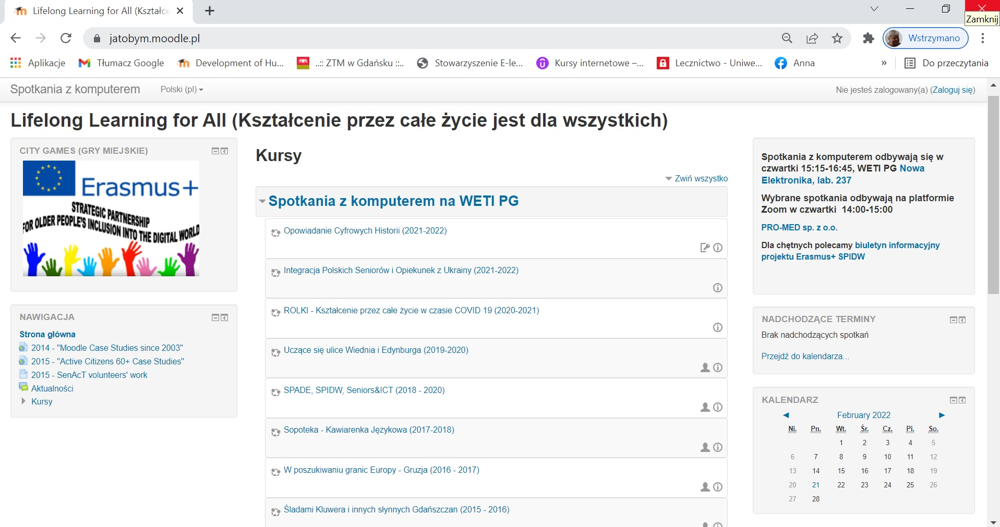 Lifelong Learning for All (Kształce
Zamknij
jatobym.moodle.pl
Wstrzymano
Aplikacje
Tłumacz Google
Development of Hu...
..:: ZTM w Gdańsku ::..
Stowarzyszenie E-le...
Kursy internetowe –...
Lecznictwo - Uniwe...
Anna
»
Do przeczytania
Spotkania z komputerem
Polski (pl)
Nie jesteś zalogowany(a) (Zaloguj się)
Lifelong Learning for All (Kształcenie przez całe życie jest dla wszystkich)
CITY GAMES (GRY MIEJSKIE)
Erasmus+
STRATEGIC PARTNERSHIP
FOR OLDER PEOPLE'S INCLUSION INTO THE DIGITAL WORLD
NAWIGACJA
Strona główna
2014 - "Moodle Case Studies since 2003"
2015 - "Active Citizens 60+ Case Studies"
2015 - SenAcT volunteers' work
Aktualności
Kursy
Kursy
Zwiń wszystko
Spotkania z komputerem na WETI PG
Opowiadanie Cyfrowych Historii (2021-2022)
Integracja Polskich Seniorów i Opiekunek z Ukrainy (2021-2022)
ROLKI - Kształcenie przez całe życie w czasie COVID 19 (2020-2021)
Uczące się ulice Wiednia i Edynburga (2019-2020)
SPADE, SPIDW, Seniors&ICT (2018 - 2020)
Sopoteka - Kawiarenka Językowa (2017-2018)
W poszukiwaniu granic Europy - Gruzja (2016 - 2017)
Śladami Kluwera i innych słynnych Gdańszczan (2015 - 2016)
Spotkania z komputerem odbywają się w
czwartki 15:15-16:45, WETI PG Nowa
Elektronika, lab. 237
Wybrane spotkania odbywają na platformie
Zoom w czwartki 14:00-15:00
PRO-MED sp. z o.o.
Dla chętnych polecamy biuletyn informacyjny
projektu Erasmus+ SPIDW
NADCHODZĄCE TERMINY
Brak nadchodzących spotkań
Przejdź do kalendarza...
KALENDARZ
February 2022
Ni. Pn. Wt. Śr. Cz. Pi. So.
1 2 3 4 5
6 7 8 9 10 11 12
13 14 15 16 17 18 19
20 21 22 23 24 25 26
27 28